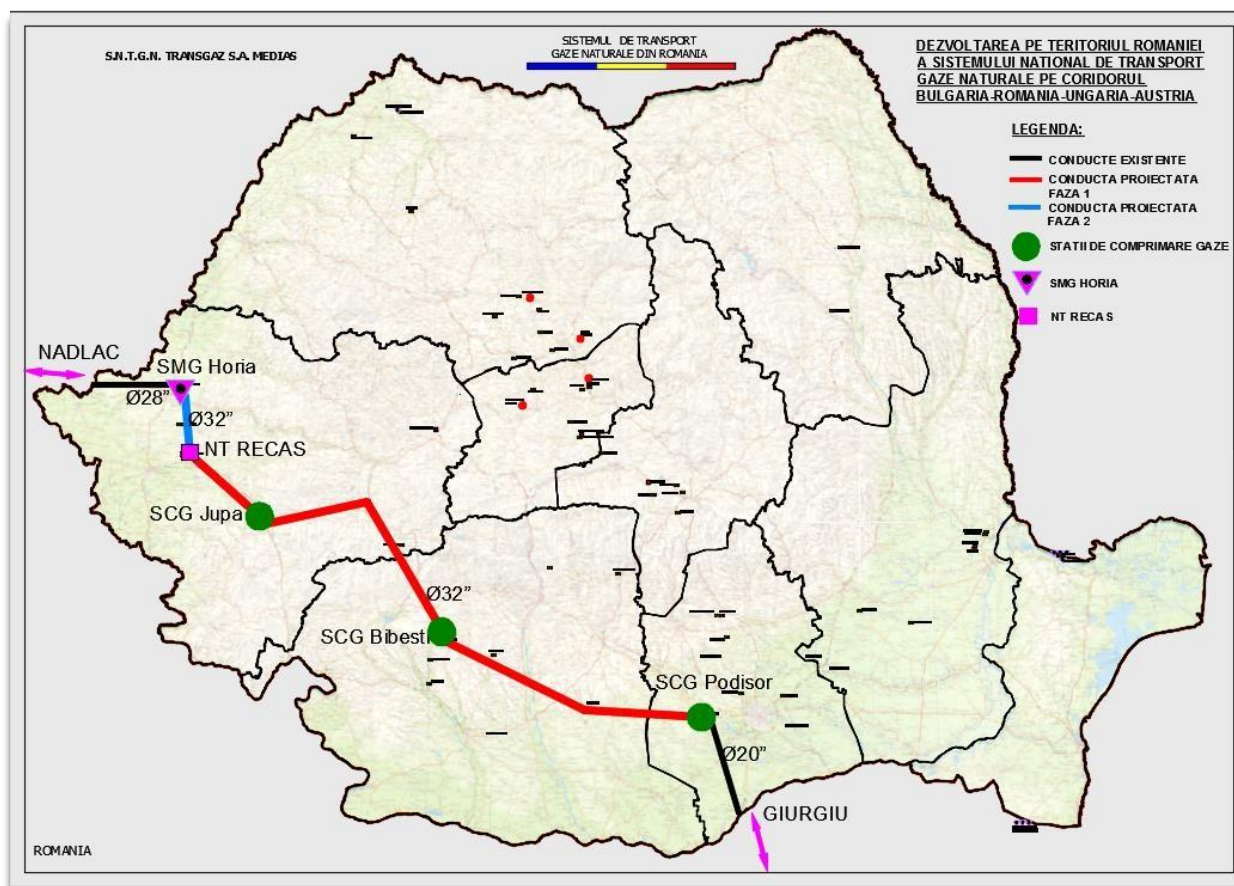 S.N.T.G.N. TRANSGAZ S.A. MEDIAS
SISTEMUL DE TRANSPORT
GAZE NATURALE DIN ROMANIA
DEZVOLTAREA PE TERITORIUL ROMANIEI
A SISTEMULUI NATIONAL DE TRANSPORT
GAZE NATURALE PE CORIDORUL
BULGARIA-ROMANIA-UNGARIA-AUSTRIA
LEGENDA:
CONDUCTE EXISTENTE
CONDUCTA PROIECTATA
FAZA 1
CONDUCTA PROIECTATA
FAZA 2
STATII DE COMPRIMARE GAZE
SMG HORIA
NT RECAS
NADLAC
SMG Horia
Ø28”
Ø32”
NT RECAS
SCG Jupa
Ø32”
SCG Bibesti
SCG Podisor
Ø20”
GIURGIU
ROMANIA